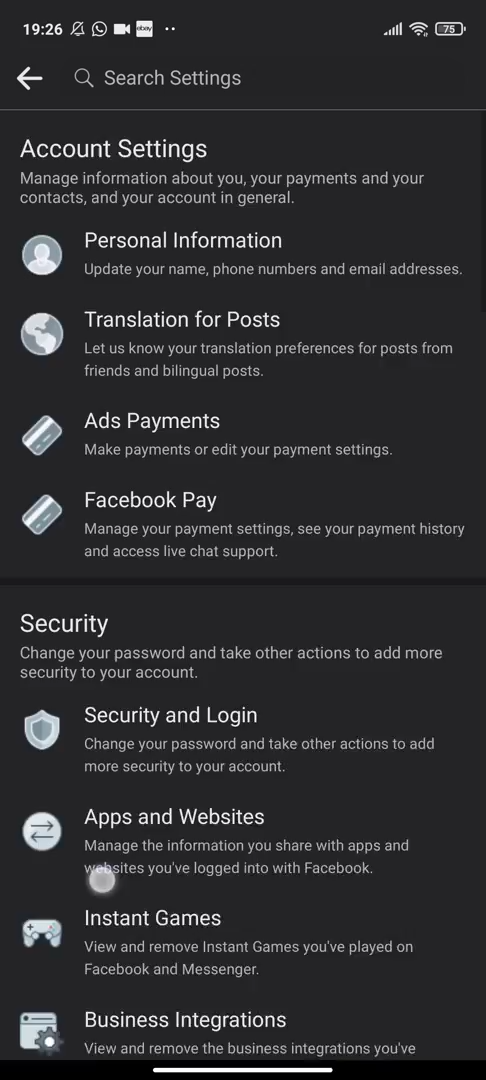 19:26 ebay 75
Search Settings
Account Settings
Manage information about you, your payments and your
contacts, and your account in general.
Personal Information
Update your name, phone numbers and email addresses.
Translation for Posts
Let us know your translation preferences for posts from
friends and bilingual posts.
Ads Payments
Make payments or edit your payment settings.
Facebook Pay
Manage your payment settings, see your payment history
and access live chat support.
Security
Change your password and take other actions to add more
security to your account.
Security and Login
Change your password and take other actions to add
more security to your account.
Apps and Websites
Manage the information you share with apps and
websites you've logged into with Facebook.
Instant Games
View and remove Instant Games you've played on
Facebook and Messenger.
Business Integrations
View and remove the business integrations you've